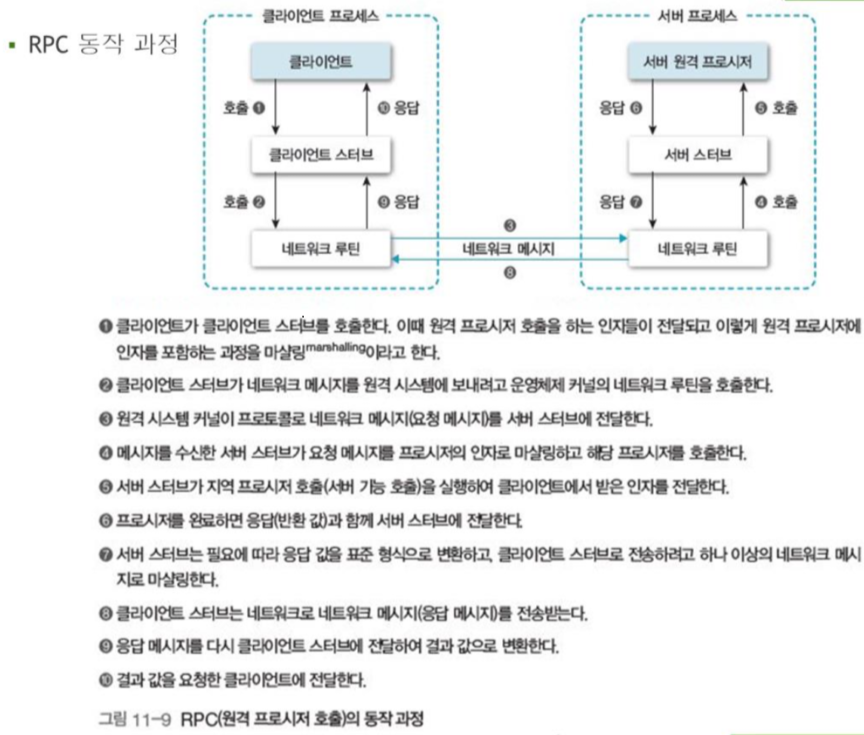 ▪ RPC 동작 과정
클라이언트 프로세스
서버 프로세스
클라이언트
서버 원격 프로시저
호출 ❶
❿ 응답
응답 ❻
❺ 호출
클라이언트 스터브
서버 스터브
호출 ❷
❾ 응답
응답 ❼
❹ 호출
❸
네트워크 루틴
네트워크 메시지
네트워크 루틴
❽
❶ 클라이언트가 클라이언트 스터브를 호출한다. 이때 원격 프로시저 호출을 하는 인자들이 전달되고 이렇게 원격 프로시저에
인자를 포함하는 과정을 마샬링marshalling이라고 한다.
❷ 클라이언트 스터브가 네트워크 메시지를 원격 시스템에 보내려고 운영체제 커널의 네트워크 루틴을 호출한다.
❸ 원격 시스템 커널이 프로토콜로 네트워크 메시지(요청 메시지)를 서버 스터브에 전달한다.
❹ 메시지를 수신한 서버 스터브가 요청 메시지를 프로시저의 인자로 마샬링하고 해당 프로시저를 호출한다.
❺ 서버 스터브가 지역 프로시저 호출(서버 기능 호출)을 실행하여 클라이언트에서 받은 인자를 전달한다.
❻ 프로시저를 완료하면 응답(반환 값)과 함께 서버 스터브에 전달한다.
❼ 서버 스터브는 필요에 따라 응답 값을 표준 형식으로 변환하고, 클라이언트 스터브로 전송하려고 하나 이상의 네트워크 메시
지로 마샬링한다.
❽ 클라이언트 스터브는 네트워크로 네트워크 메시지(응답 메시지)를 전송받는다.
❾ 응답 메시지를 다시 클라이언트 스터브에 전달하여 결과 값으로 변환한다.
❿ 결과 값을 요청한 클라이언트에 전달한다.
그림 11-9 RPC(원격 프로시저 호출)의 동작 과정